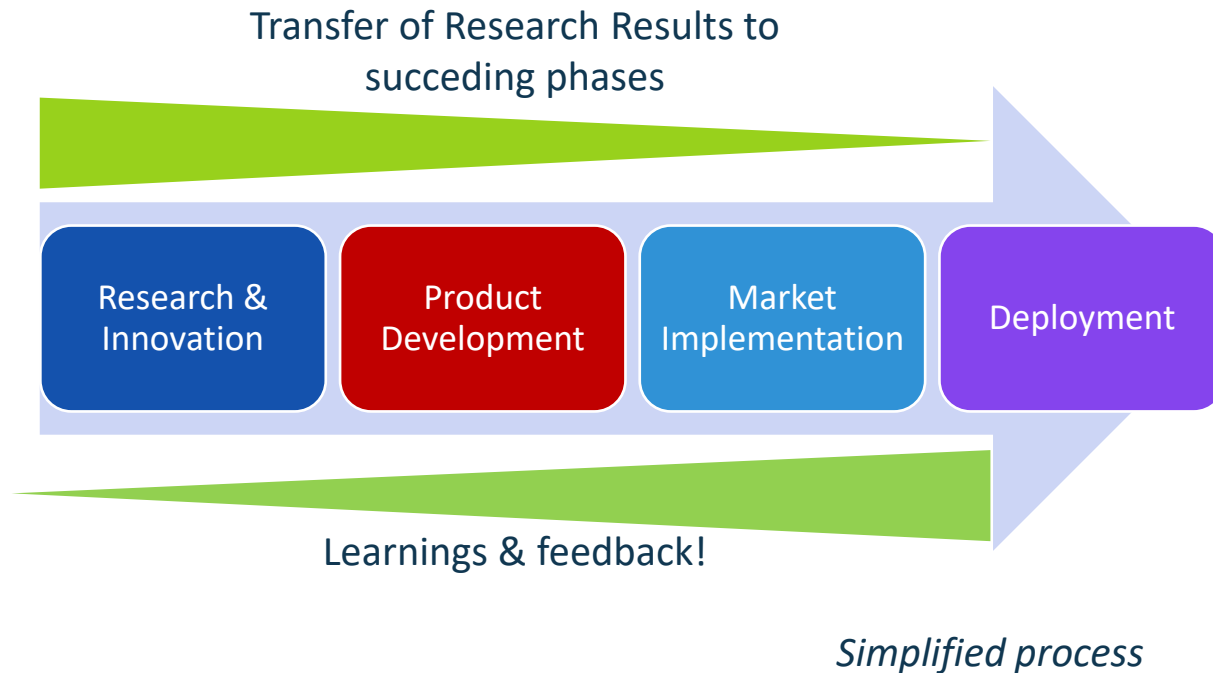 Transfer of Research Results to
succeding phases
Research &
Innovation
Product
Development
Market
Implementation
Deployment
Learnings & feedback!
Simplified process